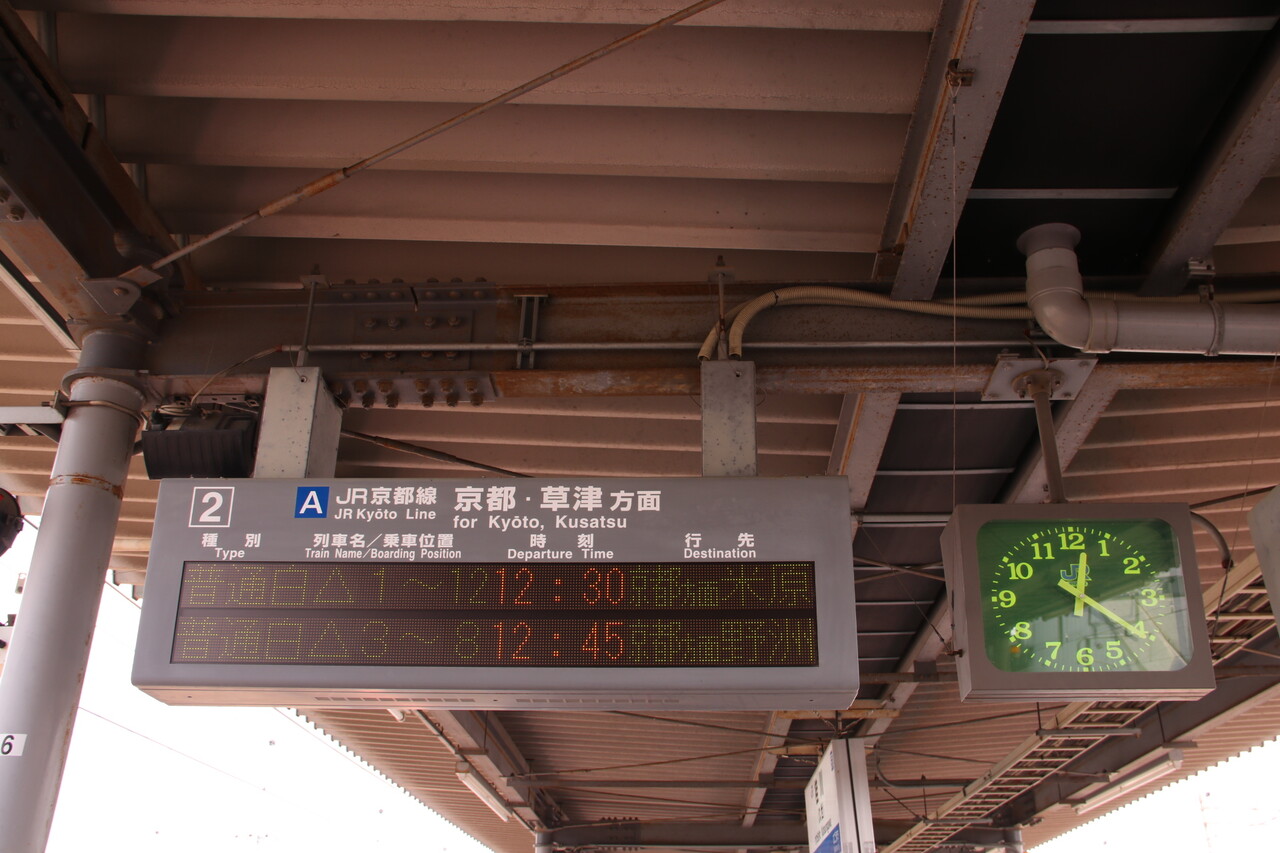 2
A JR京都線 京都・草津 方面
JR Kyōto Line for Kyōto, Kusatsu
種別 列車名／乗車位置 時刻 行先
Type Train Name/Boarding Position Departure Time Destination
普通白△1～12 12:30 京都方面米原
普通白△3～8 12:45 京都方面野洲
12
1
2
3
4
5
6
7
8
9
10
11
JR
6